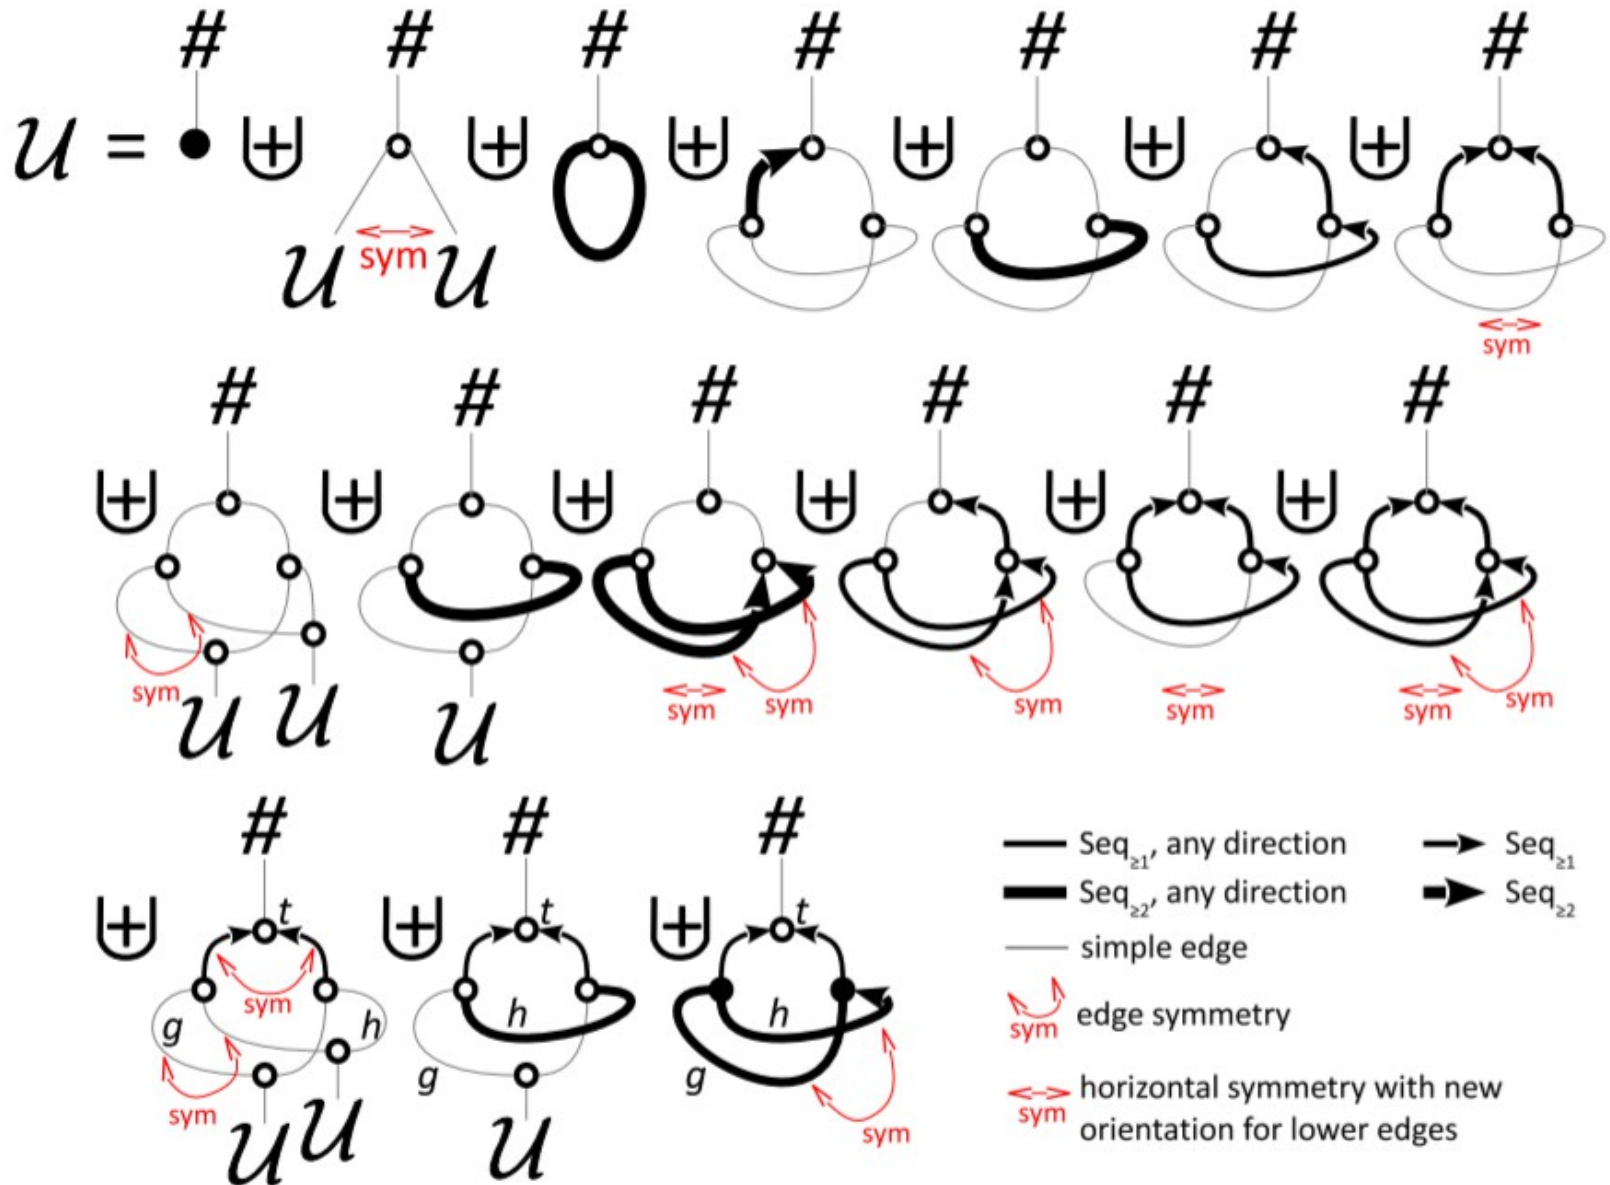 # # # # # # #
𝒰 = ⊎ ⊎ ⊎ ⊎ ⊎ ⊎
𝒰 sym 𝒰
sym
# # # # # #
⊎ ⊎ ⊎ ⊎ ⊎ ⊎
sym 𝒰 𝒰 𝒰 sym sym sym sym sym sym
# # #
⊎ t ⊎ t ⊎ t
sym
g h h h
g g
sym 𝒰 𝒰 𝒰 sym
Seq≥1, any direction Seq≥1
Seq≥2, any direction Seq≥2
simple edge
sym edge symmetry
sym horizontal symmetry with new
orientation for lower edges